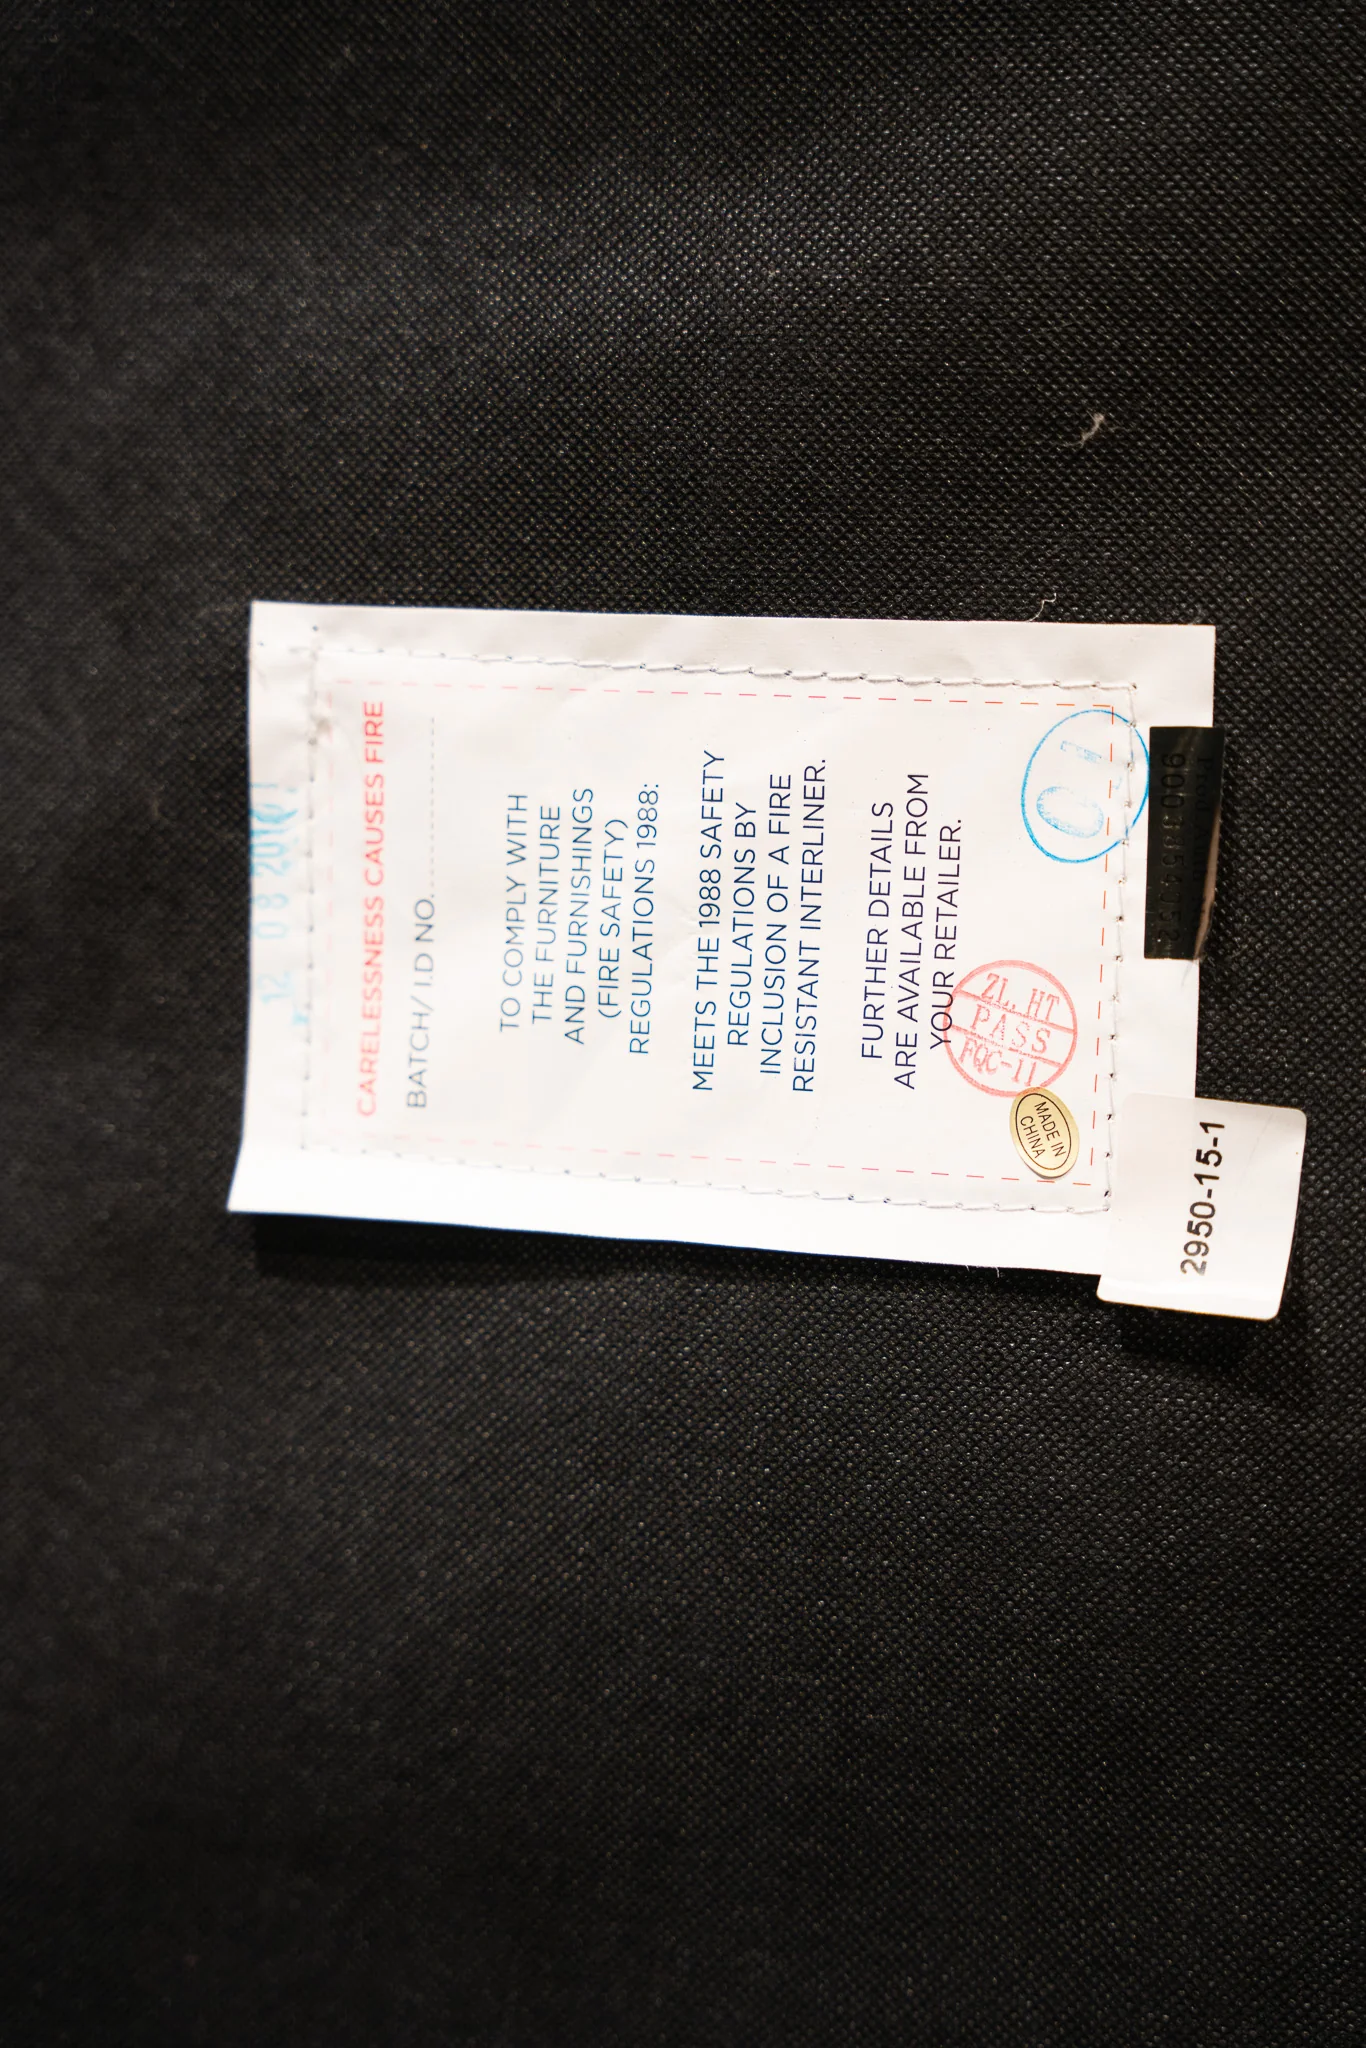 CARELESSNESS CAUSES FIRE
BATCH/ I.D NO.
TO COMPLY WITH
THE FURNITURE
AND FURNISHINGS
(FIRE SAFETY)
REGULATIONS 1988:
MEETS THE 1988 SAFETY
REGULATIONS BY
INCLUSION OF A FIRE
RESISTANT INTERLINER.
FURTHER DETAILS
ARE AVAILABLE FROM
YOUR RETAILER.
ZL. HT
PASS
FQC-11
MADE IN
CHINA
2950-15-1